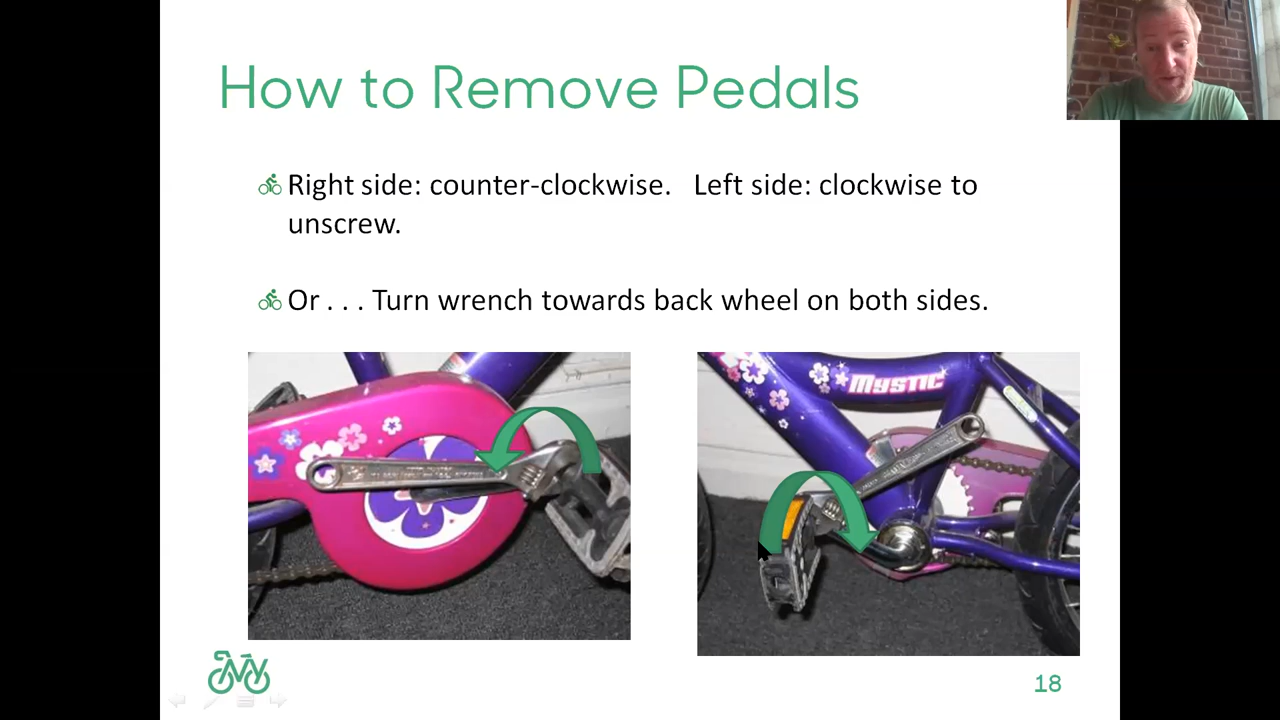 How to Remove Pedals
Right side: counter-clockwise. Left side: clockwise to
unscrew.
Or . . . Turn wrench towards back wheel on both sides.
Mystic
18